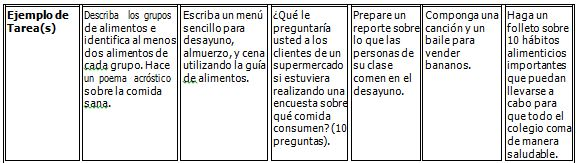 Ejemplo de
Tarea(s)
Describa los grupos
de alimentos e
identifica al menos
dos alimentos de
cada grupo. Hace
un poema acróstico
sobre la comida
sana.
Escriba un menú
sencillo para
desayuno,
almuerzo, y cena
utilizando la guía
de alimentos.
¿Qué le
preguntaría
usted a los
clientes de un
supermercado
si estuviera
realizando una
encuesta sobre
qué comida
consumen? (10
preguntas).
Prepare un
reporte sobre
lo que las
personas de
su clase
comen en el
desayuno.
Componga una
canción y un
baile para
vender
bananos.
Haga un
folleto sobre
10 hábitos
alimenticios
importantes
que puedan
llevarse a
cabo para
que todo el
colegio coma
de manera
saludable.